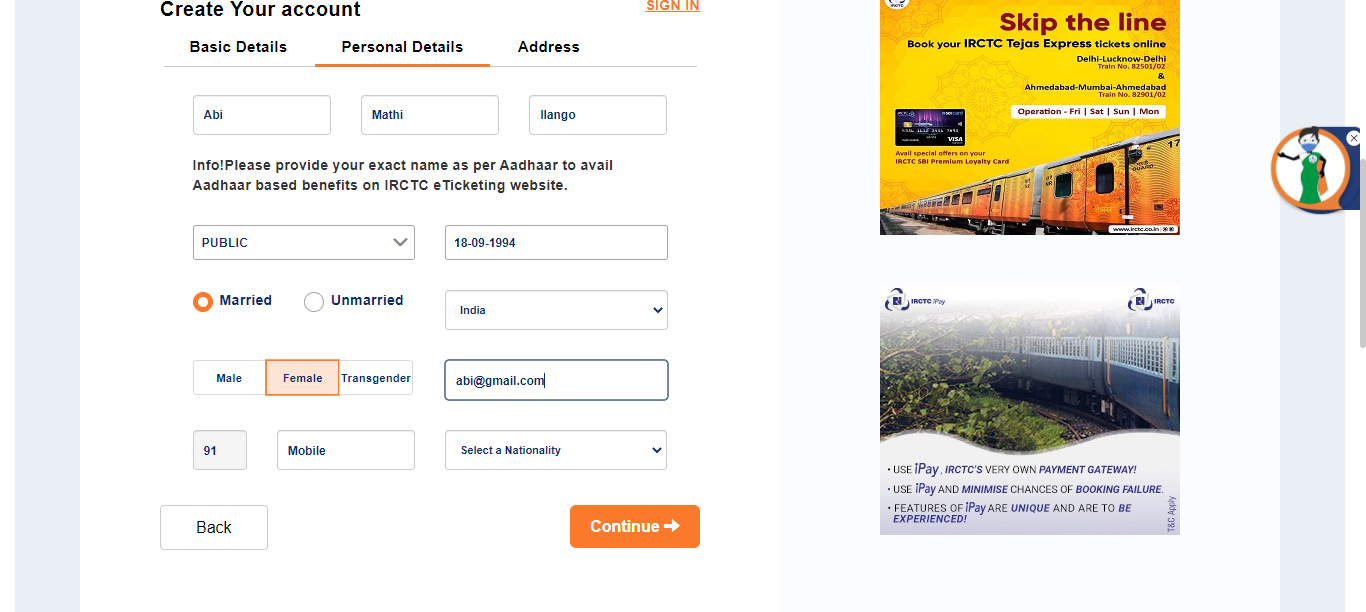 Create Your account
SIGN IN
Basic Details Personal Details Address
Abi Mathi Ilango
Info!Please provide your exact name as per Aadhaar to avail
Aadhaar based benefits on IRCTC eTicketing website.
PUBLIC 18-09-1994
Married Unmarried India
Male Female Transgender abi@gmail.com
91 Mobile Select a Nationality
Back Continue
IRCTC
Skip the line
Book your IRCTC Tejas Express tickets online
Delhi-Lucknow-Delhi
Train No. 82501/02
&
Ahmedabad-Mumbai-Ahmedabad
Train No. 82901/02
Operation - Fri | Sat | Sun | Mon
SBI card
VISA
Avail special offers on your
IRCTC SBI Premium Loyalty Card
17
GUARD
www.irctc.co.in
IRCTC iPay
IRCTC
• USE iPay, IRCTC'S VERY OWN PAYMENT GATEWAY!
• USE iPay AND MINIMISE CHANCES OF BOOKING FAILURE.
• FEATURES OF iPay ARE UNIQUE AND ARE TO BE
EXPERIENCED!
T&C Apply